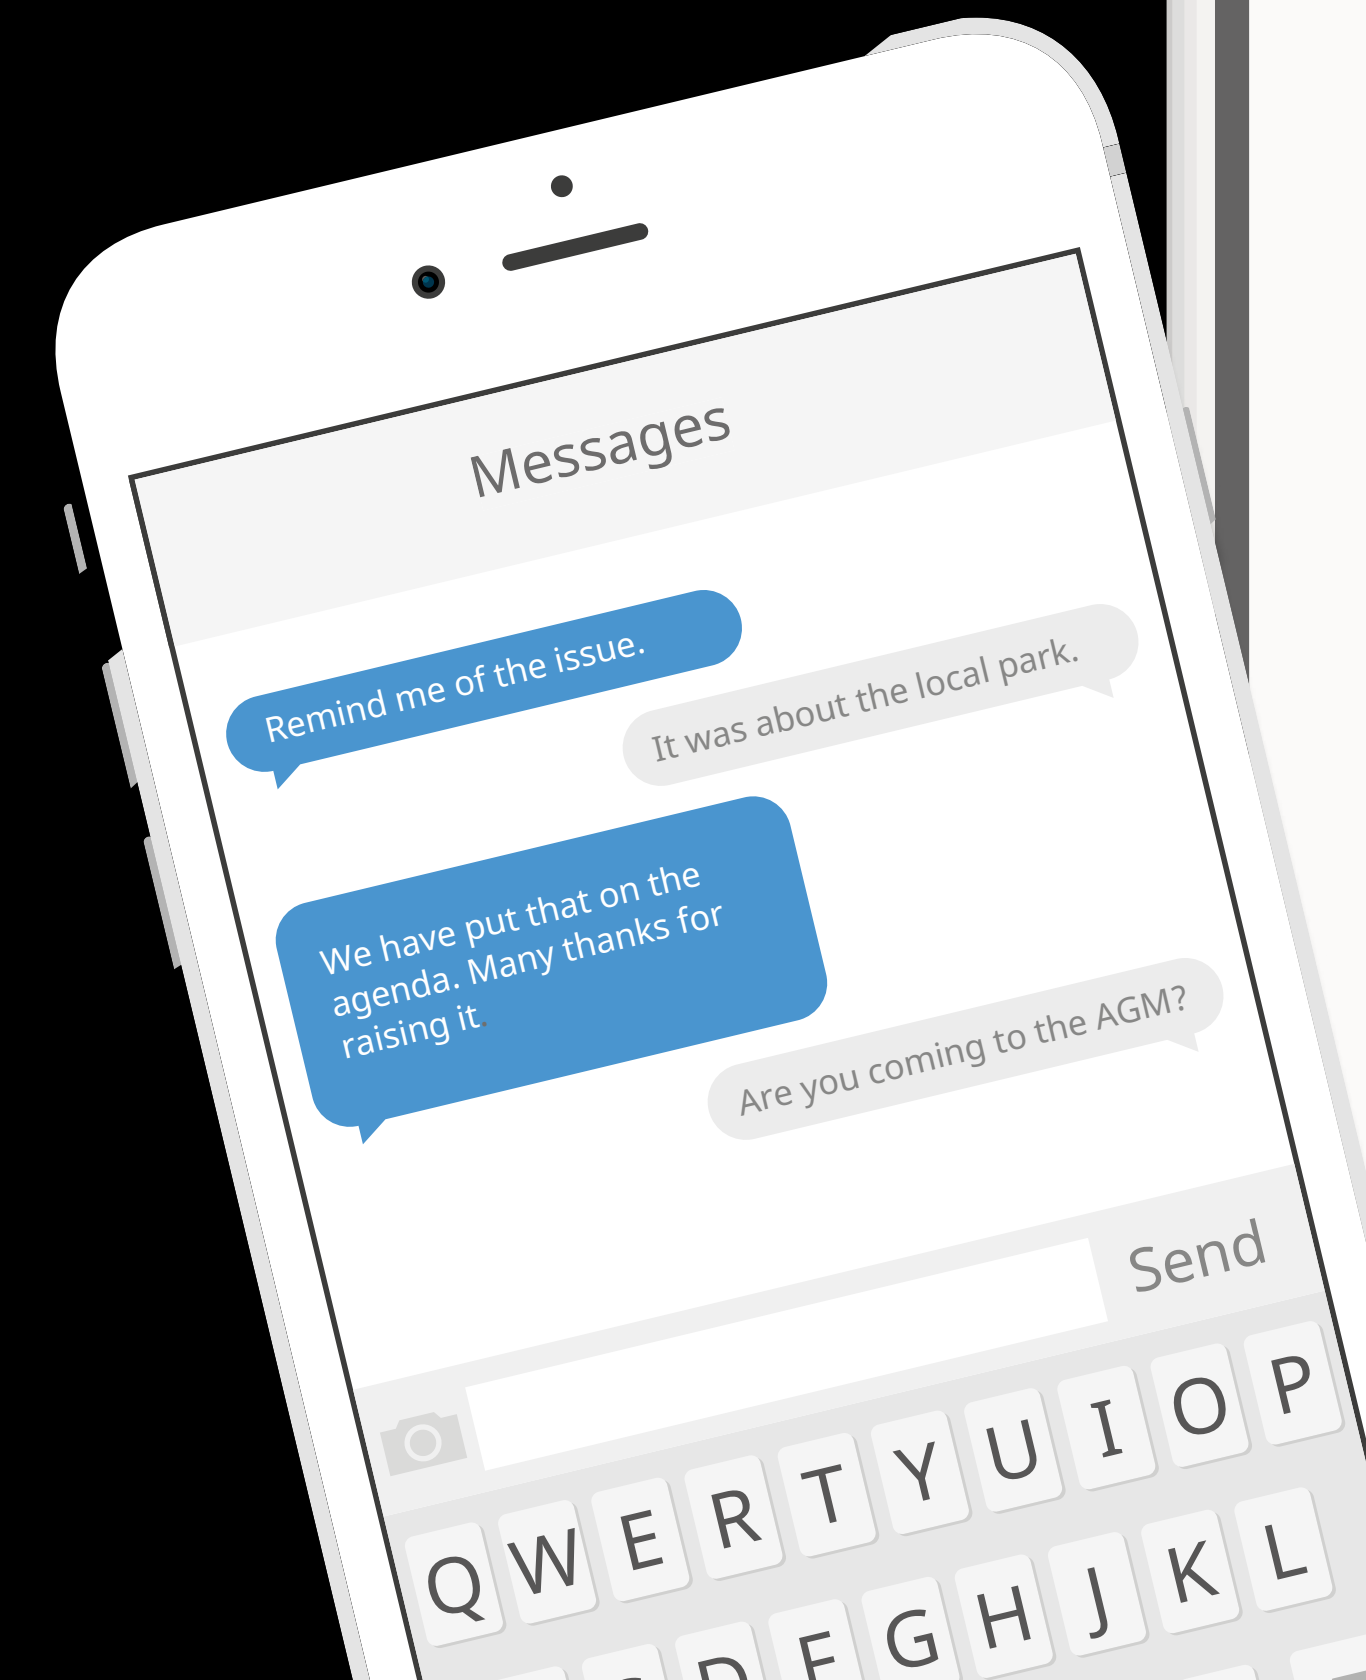 Messages
Remind me of the issue.
It was about the local park.
We have put that on the
agenda. Many thanks for
raising it.
Are you coming to the AGM?
Send
Q W E R T Y U I O P
D F G H J K L